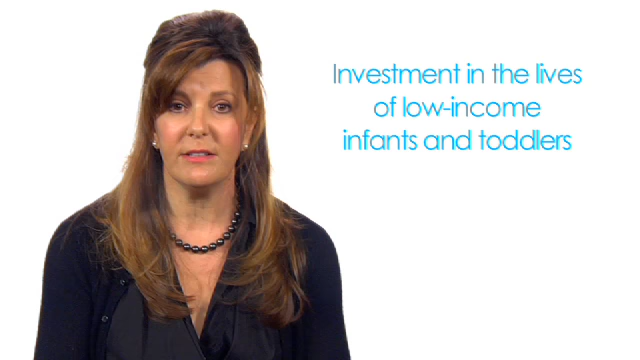 Investment in the lives
of low-income
infants and toddlers